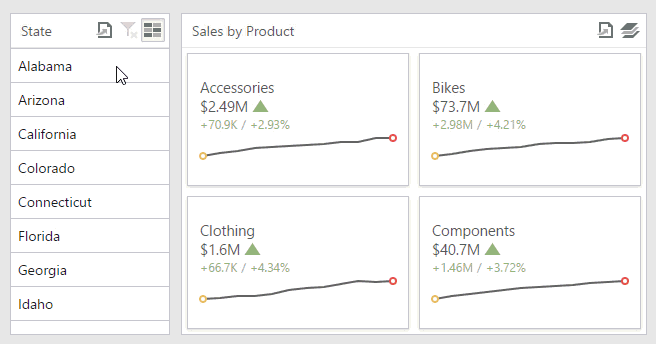 State
Alabama
Arizona
California
Colorado
Connecticut
Florida
Georgia
Idaho
Sales by Product
Accessories
$2.49M
+70.9K / +2.93%
Bikes
$73.7M
+2.98M / +4.21%
Clothing
$1.6M
+66.7K / +4.34%
Components
$40.7M
+1.46M / +3.72%